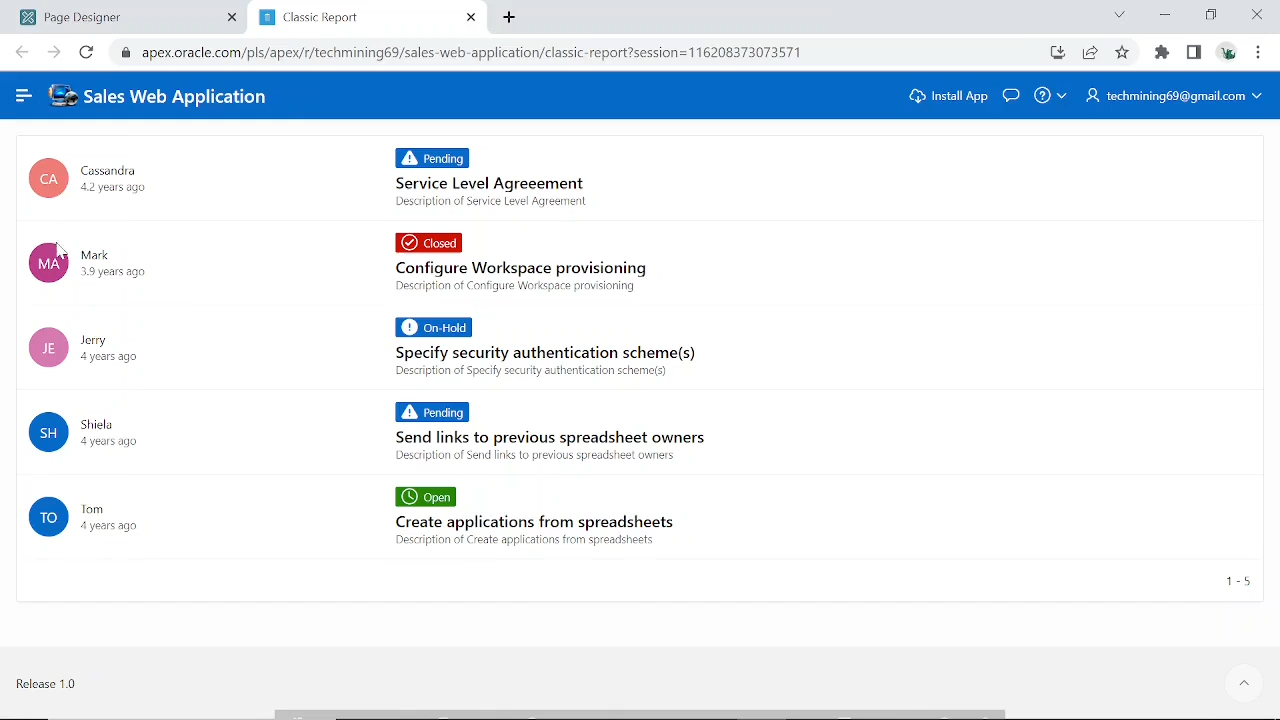 Page Designer
Classic Report
apex.oracle.com/pls/apex/r/techmining69/sales-web-application/classic-report?session=116208373073571
Sales Web Application
Install App
techmining69@gmail.com
CA
Cassandra
4.2 years ago
Pending
Service Level Agreeement
Description of Service Level Agreement
MA
Mark
3.9 years ago
Closed
Configure Workspace provisioning
Description of Configure Workspace provisioning
JE
Jerry
4 years ago
On-Hold
Specify security authentication scheme(s)
Description of Specify security authentication scheme(s)
SH
Shiela
4 years ago
Pending
Send links to previous spreadsheet owners
Description of Send links to previous spreadsheet owners
TO
Tom
4 years ago
Open
Create applications from spreadsheets
Description of Create applications from spreadsheets
1 - 5
Release 1.0